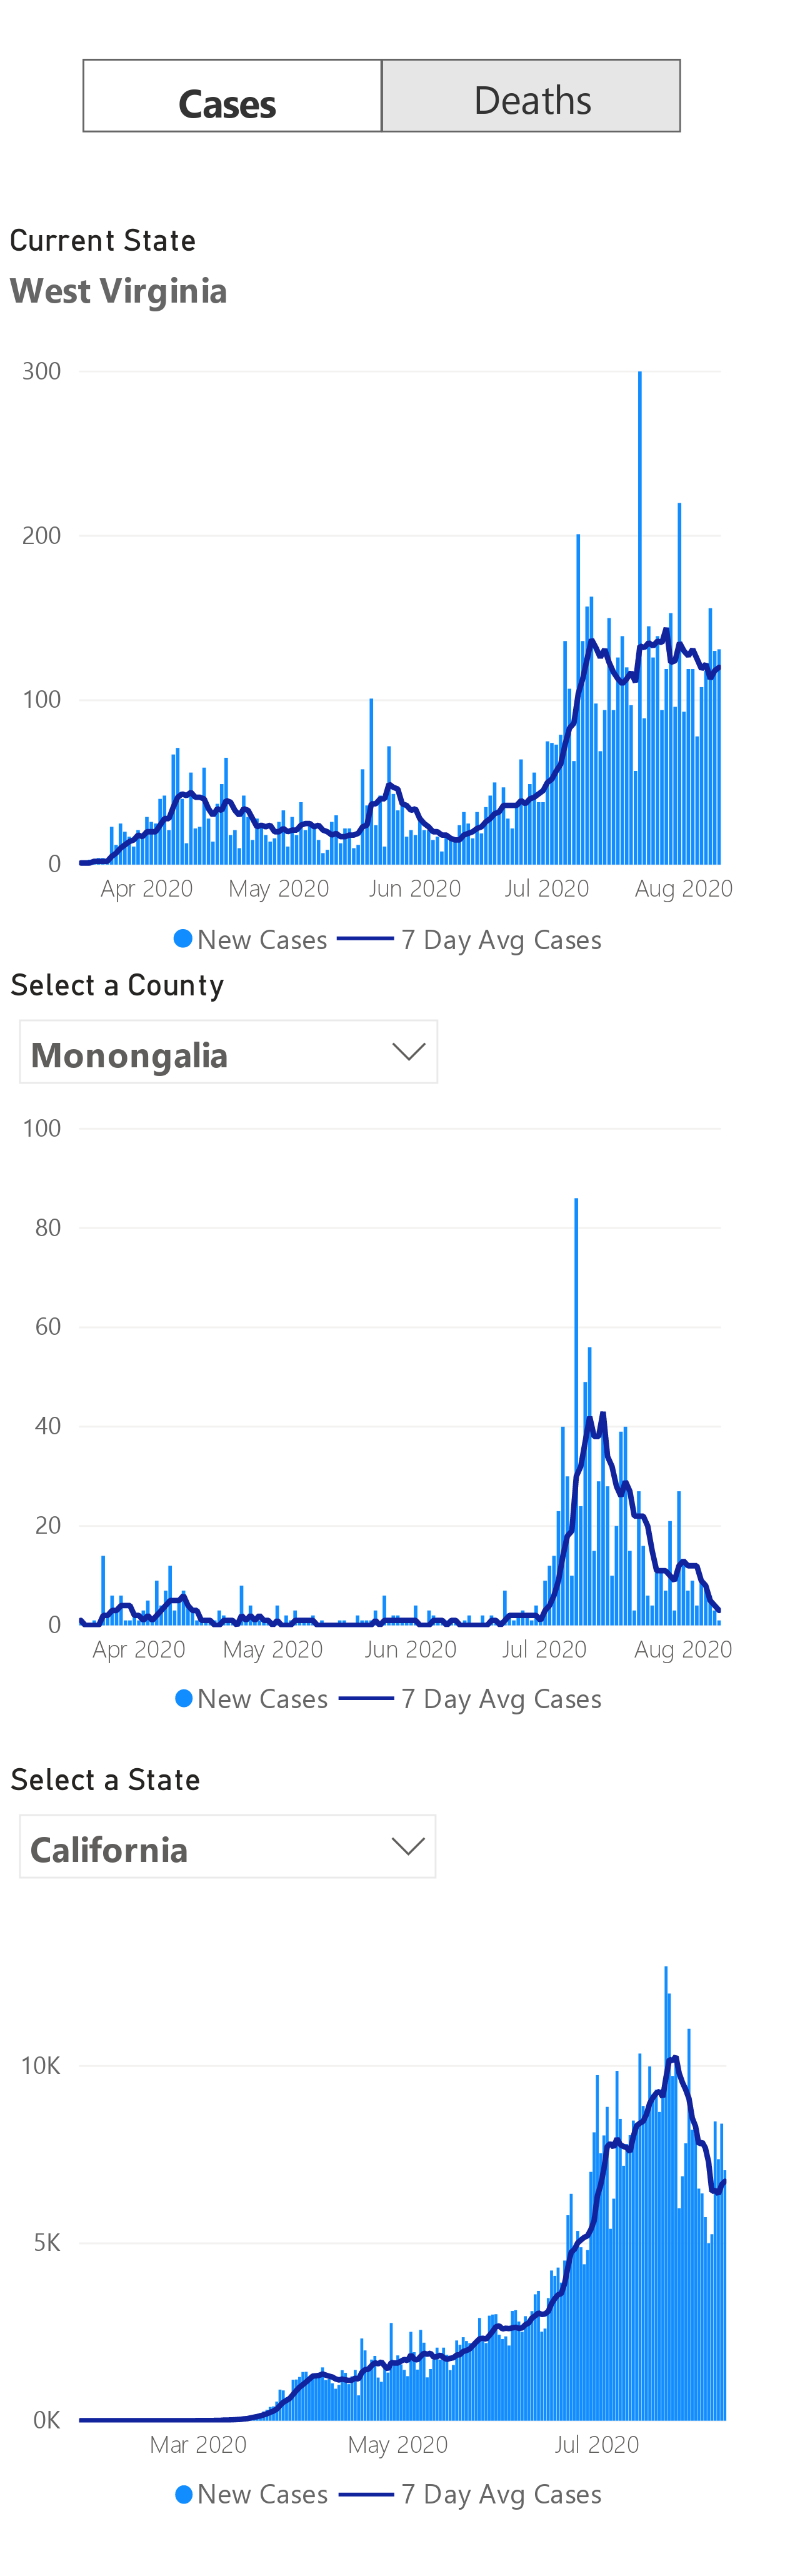 Cases Deaths
Current State
West Virginia
300
200
100
0
Apr 2020 May 2020 Jun 2020 Jul 2020 Aug 2020
New Cases 7 Day Avg Cases
Select a County
Monongalia
100
80
60
40
20
0
Apr 2020 May 2020 Jun 2020 Jul 2020 Aug 2020
New Cases 7 Day Avg Cases
Select a State
California
10K
5K
0K
Mar 2020 May 2020 Jul 2020
New Cases 7 Day Avg Cases